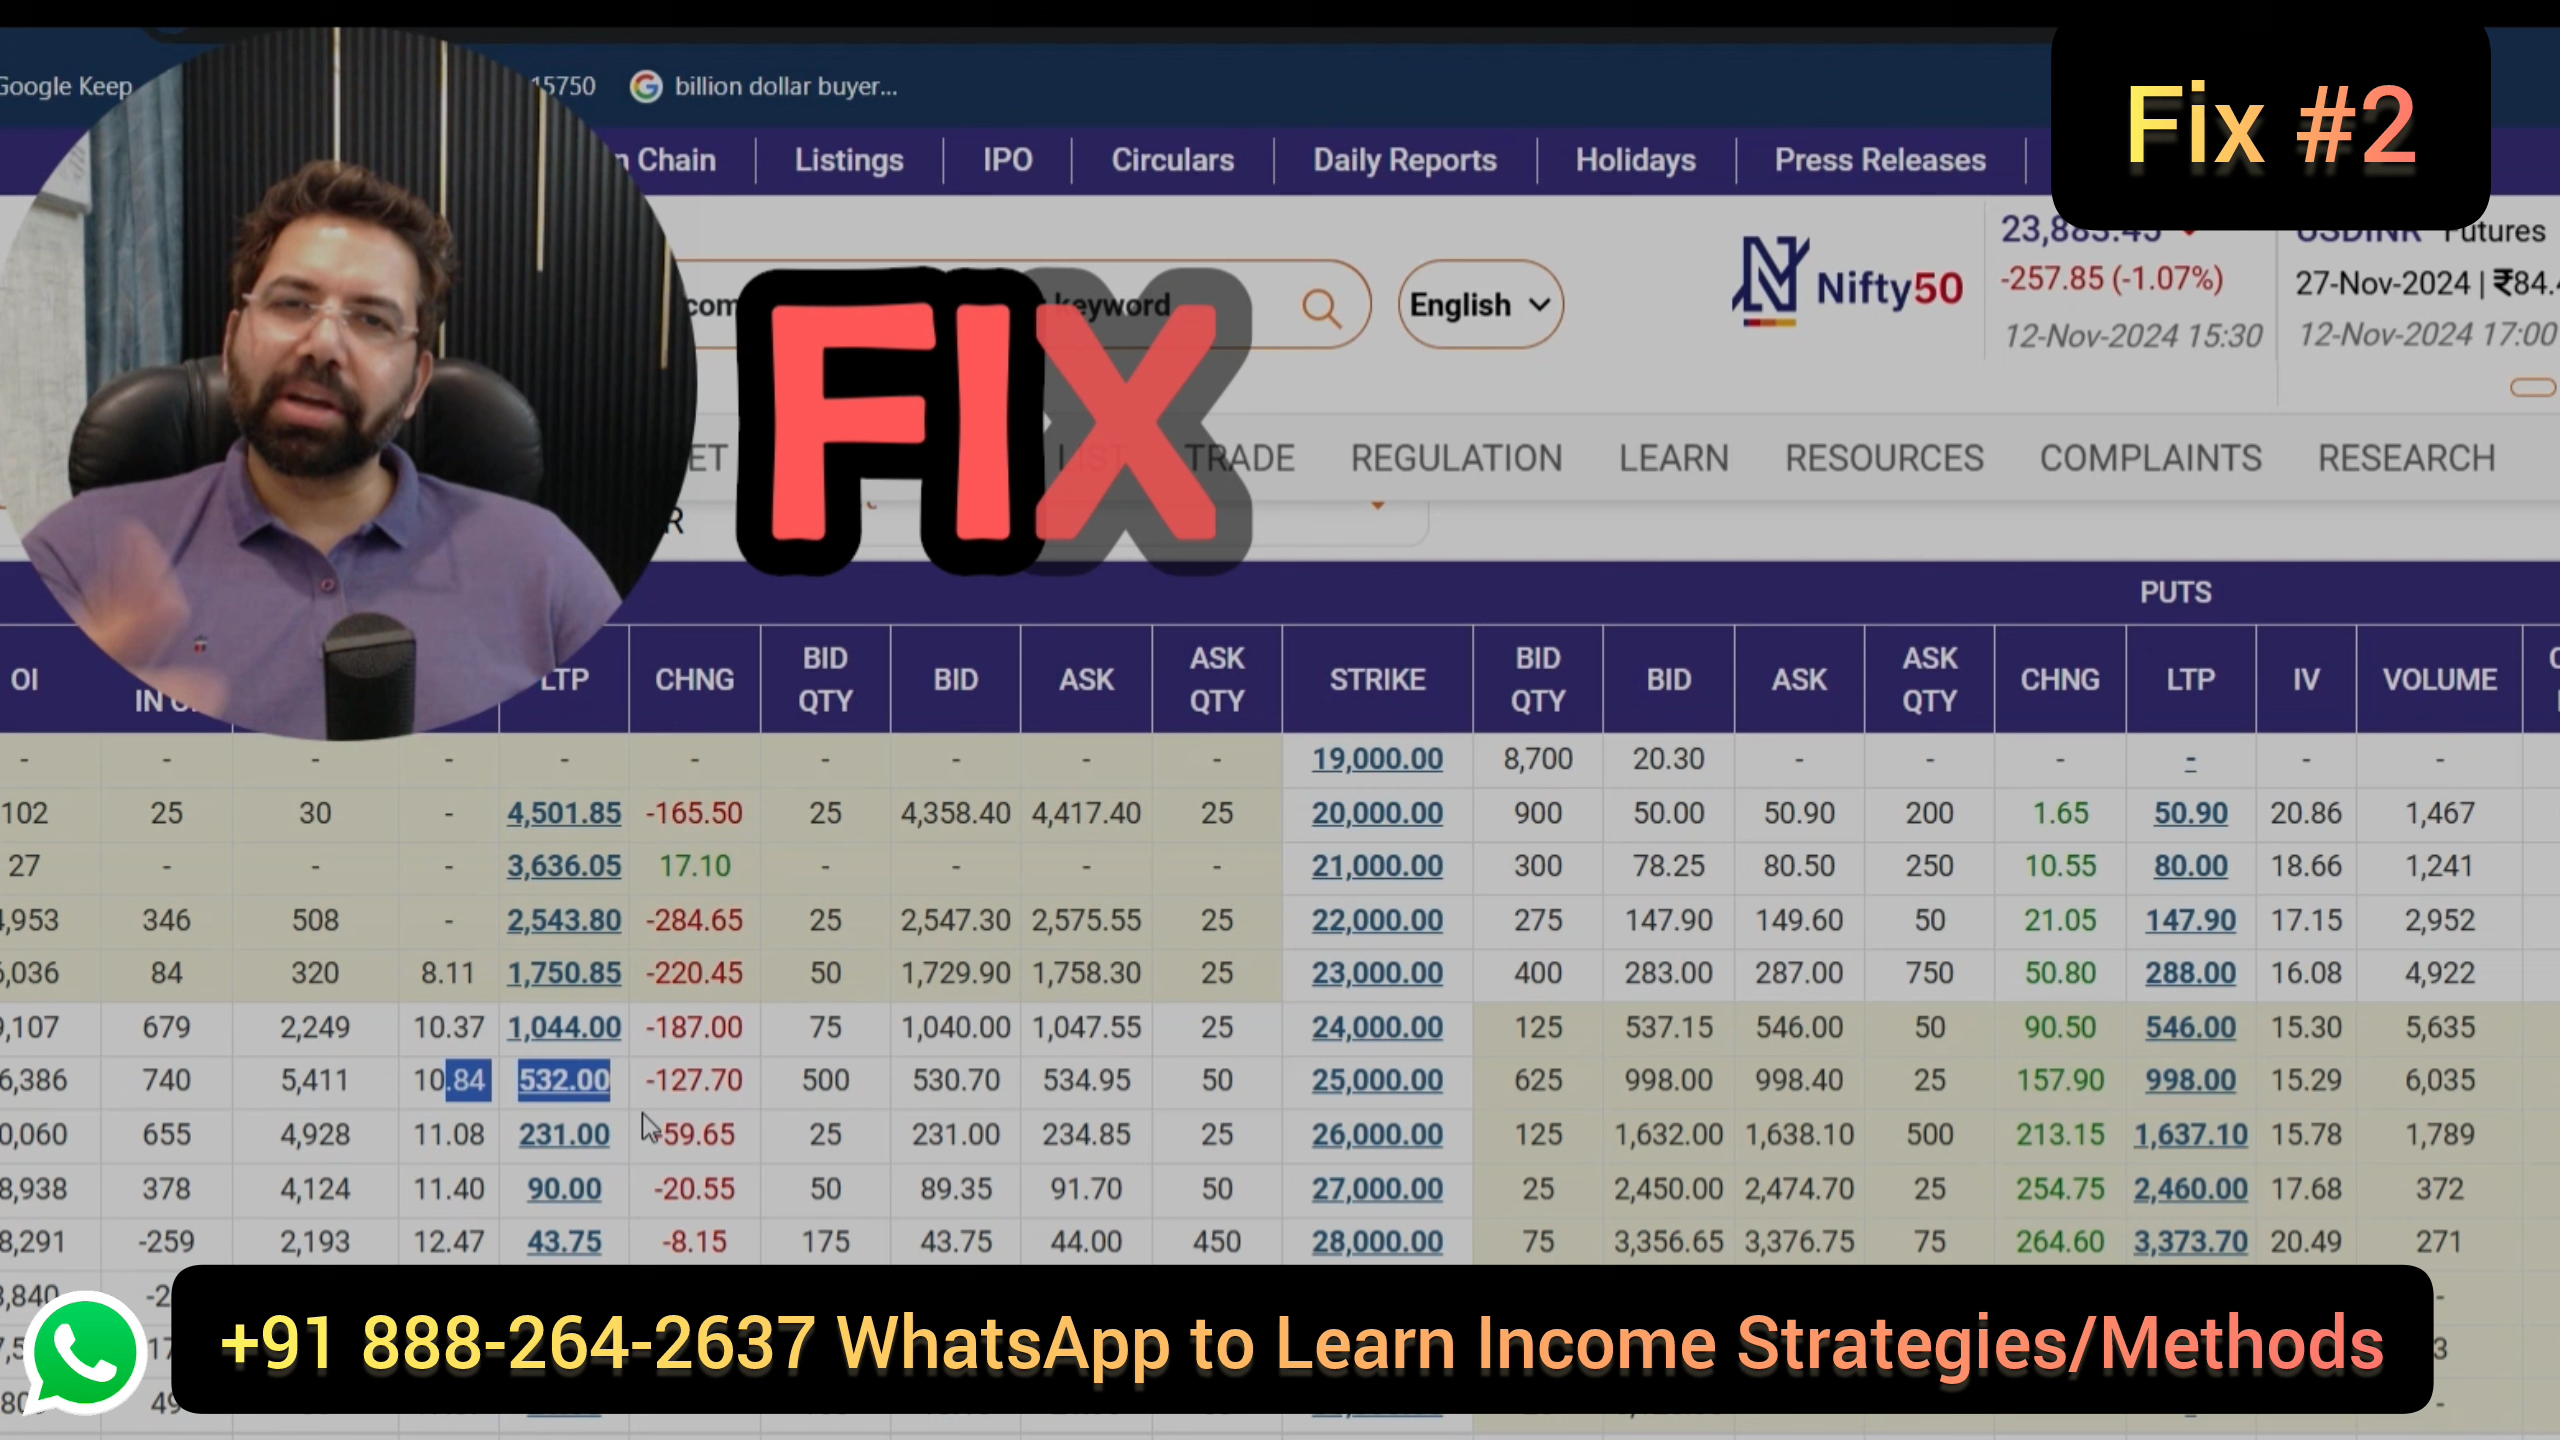 Google Keep
15750
billion dollar buyer...
Fix #2
n Chain
Listings
IPO
Circulars
Daily Reports
Holidays
Press Releases
keyword
English
Nifty50
-257.85 (-1.07%)
12-Nov-2024 15:30
Futures
27-Nov-2024 | ₹84.
12-Nov-2024 17:00
FIX
ET
LIST
TRADE
REGULATION
LEARN
RESOURCES
COMPLAINTS
RESEARCH
R
PUTS
OI
LTP
CHNG
BID QTY
BID
ASK
ASK QTY
STRIKE
BID QTY
BID
ASK
ASK QTY
CHNG
LTP
IV
VOLUME
- - - - - - - - - - 19,000.00 8,700 20.30 - - - - - -
102 25 30 - 4,501.85 -165.50 25 4,358.40 4,417.40 25 20,000.00 900 50.00 50.90 200 1.65 50.90 20.86 1,467
27 - - - 3,636.05 17.10 - - - - 21,000.00 300 78.25 80.50 250 10.55 80.00 18.66 1,241
,953 346 508 - 2,543.80 -284.65 25 2,547.30 2,575.55 25 22,000.00 275 147.90 149.60 50 21.05 147.90 17.15 2,952
,036 84 320 8.11 1,750.85 -220.45 50 1,729.90 1,758.30 25 23,000.00 400 283.00 287.00 750 50.80 288.00 16.08 4,922
,107 679 2,249 10.37 1,044.00 -187.00 75 1,040.00 1,047.55 25 24,000.00 125 537.15 546.00 50 90.50 546.00 15.30 5,635
6,386 740 5,411 10.84 532.00 -127.70 500 530.70 534.95 50 25,000.00 625 998.00 998.40 25 157.90 998.00 15.29 6,035
0,060 655 4,928 11.08 231.00 -59.65 25 231.00 234.85 25 26,000.00 125 1,632.00 1,638.10 500 213.15 1,637.10 15.78 1,789
8,938 378 4,124 11.40 90.00 -20.55 50 89.35 91.70 50 27,000.00 25 2,450.00 2,474.70 25 254.75 2,460.00 17.68 372
8,291 -259 2,193 12.47 43.75 -8.15 175 43.75 44.00 450 28,000.00 75 3,356.65 3,376.75 75 264.60 3,373.70 20.49 271
+91 888-264-2637 WhatsApp to Learn Income Strategies/Methods